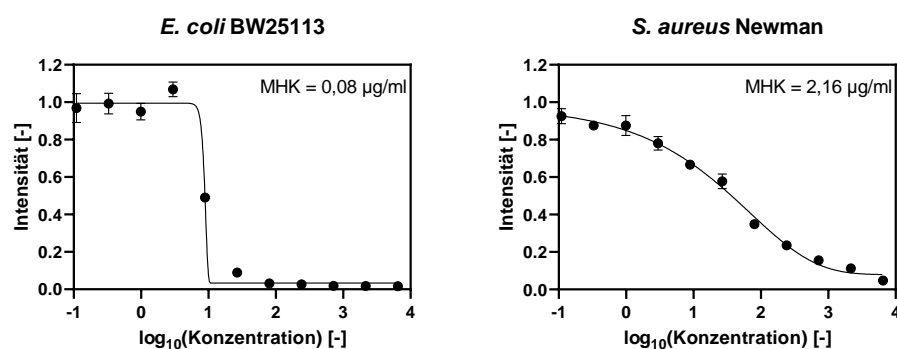 E. coli BW25113
MHK = 0,08 µg/ml
Intensität [-]
1.2
1.0
0.8
0.6
0.4
0.2
0.0
-1 0 1 2 3 4
log10(Konzentration) [-]
S. aureus Newman
MHK = 2,16 µg/ml
Intensität [-]
1.2
1.0
0.8
0.6
0.4
0.2
0.0
-1 0 1 2 3 4
log10(Konzentration) [-]